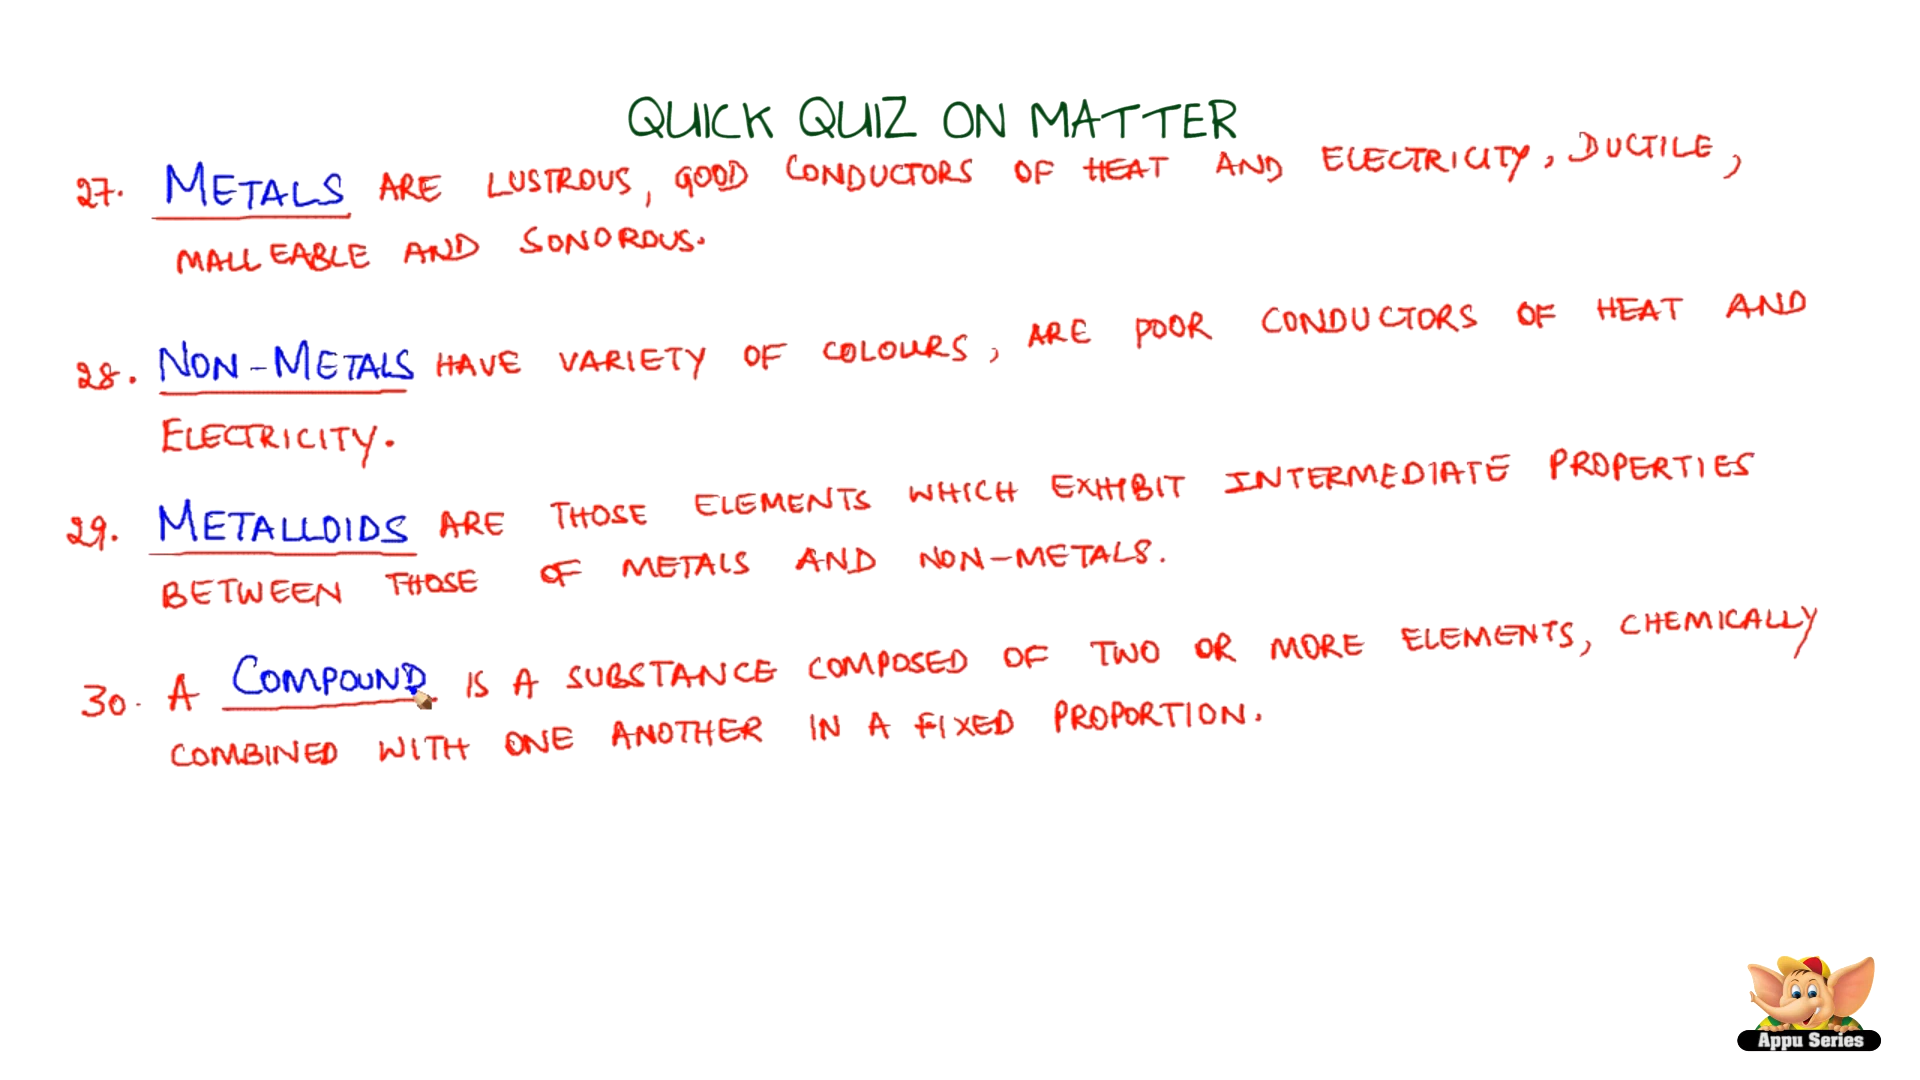 QUICK QUIZ ON MATTER
27. METALS ARE LUSTROUS, GOOD CONDUCTORS OF HEAT AND ELECTRICITY, DUCTILE,
MALLEABLE AND SONOROUS.
28. NON-METALS HAVE VARIETY OF COLOURS, ARE POOR CONDUCTORS OF HEAT AND
ELECTRICITY.
29. METALLOIDS ARE THOSE ELEMENTS WHICH EXHIBIT INTERMEDIATE PROPERTIES
BETWEEN THOSE OF METALS AND NON-METALS.
30. A COMPOUND IS A SUBSTANCE COMPOSED OF TWO OR MORE ELEMENTS, CHEMICALLY
COMBINED WITH ONE ANOTHER IN A FIXED PROPORTION.
Appu Series